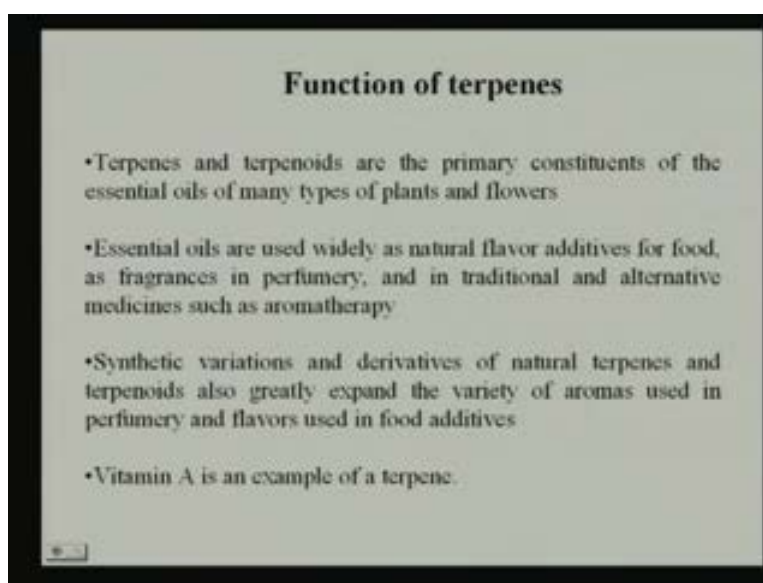 Function of terpenes
•Terpenes and terpenoids are the primary constituents of the
essential oils of many types of plants and flowers
•Essential oils are used widely as natural flavor additives for food,
as fragrances in perfumery, and in traditional and alternative
medicines such as aromatherapy
•Synthetic variations and derivatives of natural terpenes and
terpenoids also greatly expand the variety of aromas used in
perfumery and flavors used in food additives
•Vitamin A is an example of a terpene.